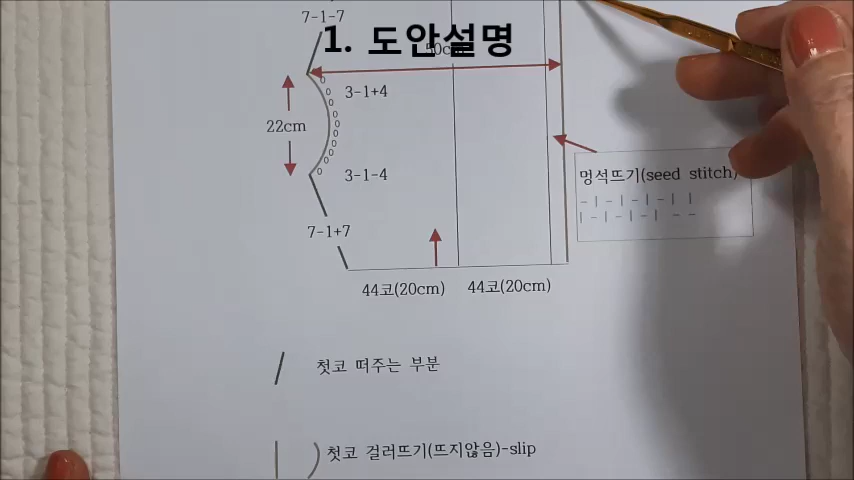 7-1-7
1. 도안설명
3-1+4
22cm
3-1-4
멍석뜨기(seed stitch)
7-1+7
44코(20cm) 44코(20cm)
첫코 떠주는 부분
첫코 걸러뜨기(뜨지않음)-slip